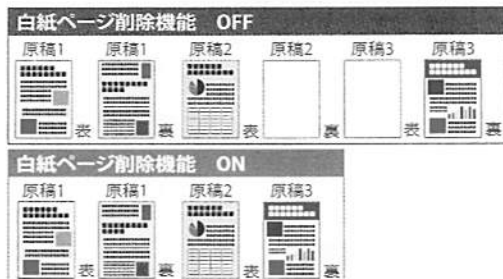 白紙ページ削除機能 OFF
原稿1 原稿1 原稿2 原稿2 原稿3 原稿3
表 裏 表 裏 表 裏
白紙ページ削除機能 ON
原稿1 原稿1 原稿2 原稿3
表 裏 表 裏